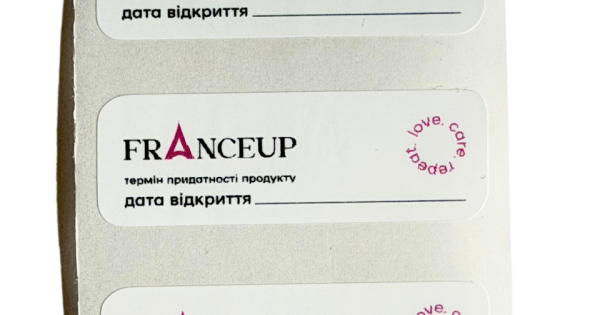 дата відкриття
FRANCEUP
love. care. repeat.
термін придатності продукту
дата відкриття